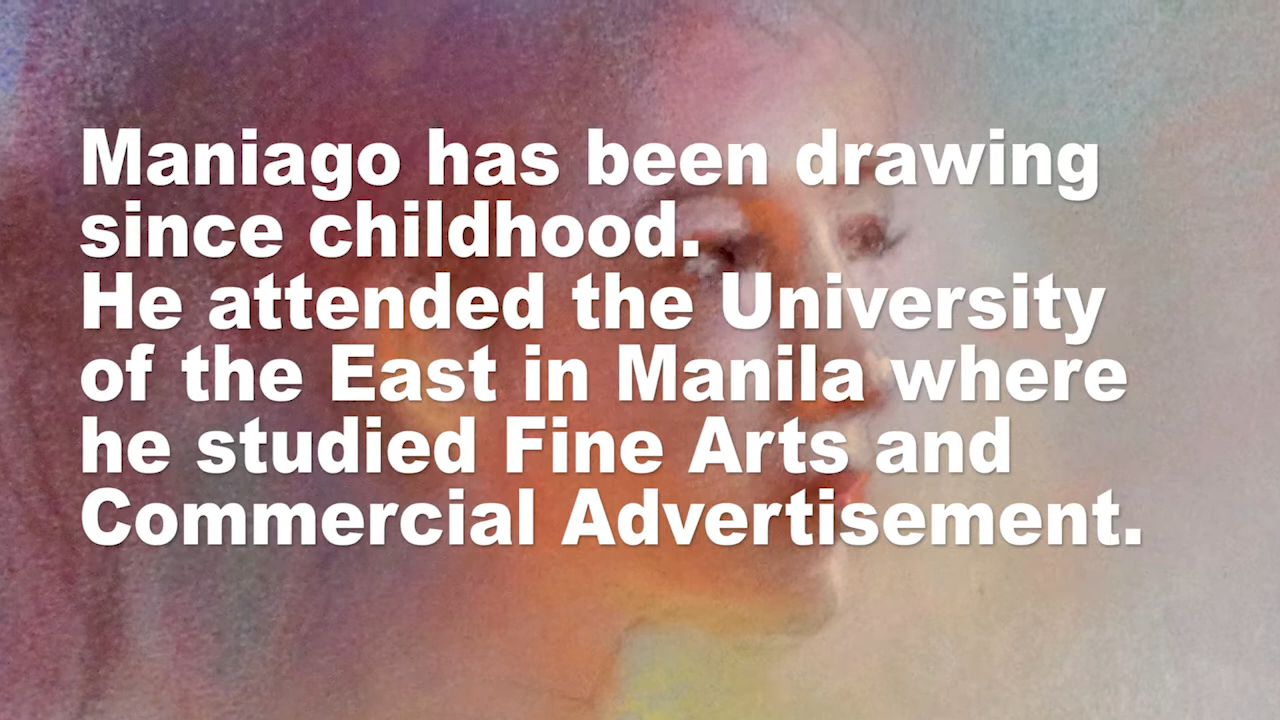 Maniago has been drawing
since childhood.
He attended the University
of the East in Manila where
he studied Fine Arts and
Commercial Advertisement.